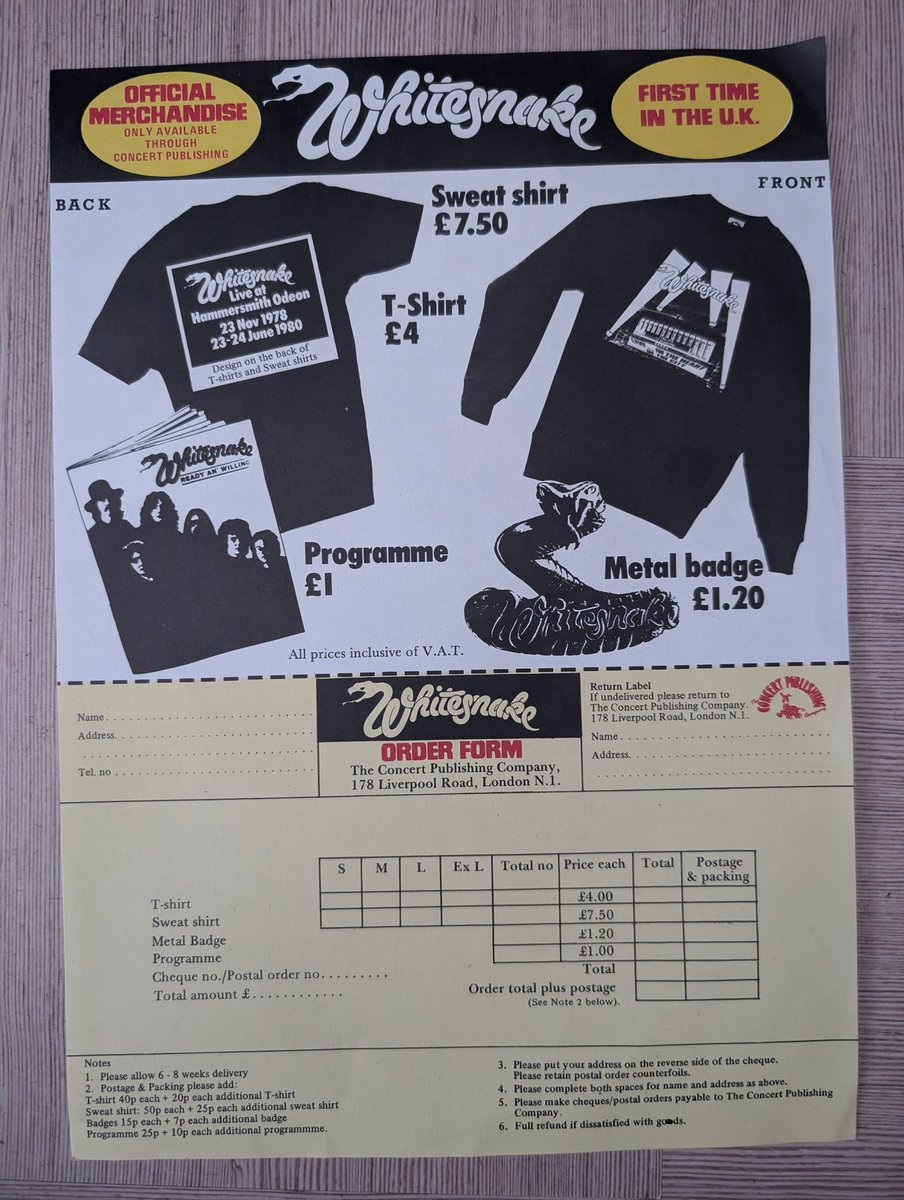 OFFICIAL
MERCHANDISE
ONLY AVAILABLE
THROUGH
CONCERT PUBLISHING
Whitesnake
FIRST TIME
IN THE U.K.
BACK
FRONT
Sweat shirt
£7.50
Whitesnake
Live at
Hammersmith Odeon
23 Nov 1978
23-24 June 1980
Design on the back of
T-shirts and Sweat shirts
T-Shirt
£4
Whitesnake
Whitesnake
READY AN' WILLING
Programme
£1
Metal badge
£1.20
Whitesnake
All prices inclusive of V.A.T.
Name
Address
Tel. no
Whitesnake
ORDER FORM
The Concert Publishing Company,
178 Liverpool Road, London N.1.
Return Label
If undelivered please return to
The Concert Publishing Company.
178 Liverpool Road, London N.1.
Name
Address
CONCERT PUBLISHING
S M L Ex L Total no Price each Total Postage & packing
T-shirt £4.00
Sweat shirt £7.50
Metal Badge £1.20
Programme £1.00
Cheque no./Postal order no. Total
Total amount £ Order total plus postage
(See Note 2 below).
Notes
1. Please allow 6 - 8 weeks delivery
2. Postage & Packing please add:
T-shirt 40p each + 20p each additional T-shirt
Sweat shirt: 50p each + 25p each additional sweat shirt
Badges 15p each + 7p each additional badge
Programme 25p + 10p each additional programmme.
3. Please put your address on the reverse side of the cheque.
Please retain postal order counterfoils.
4. Please complete both spaces for name and address as above.
5. Please make cheques/postal orders payable to The Concert Publishing
Company.
6. Full refund if dissatisfied with goods.